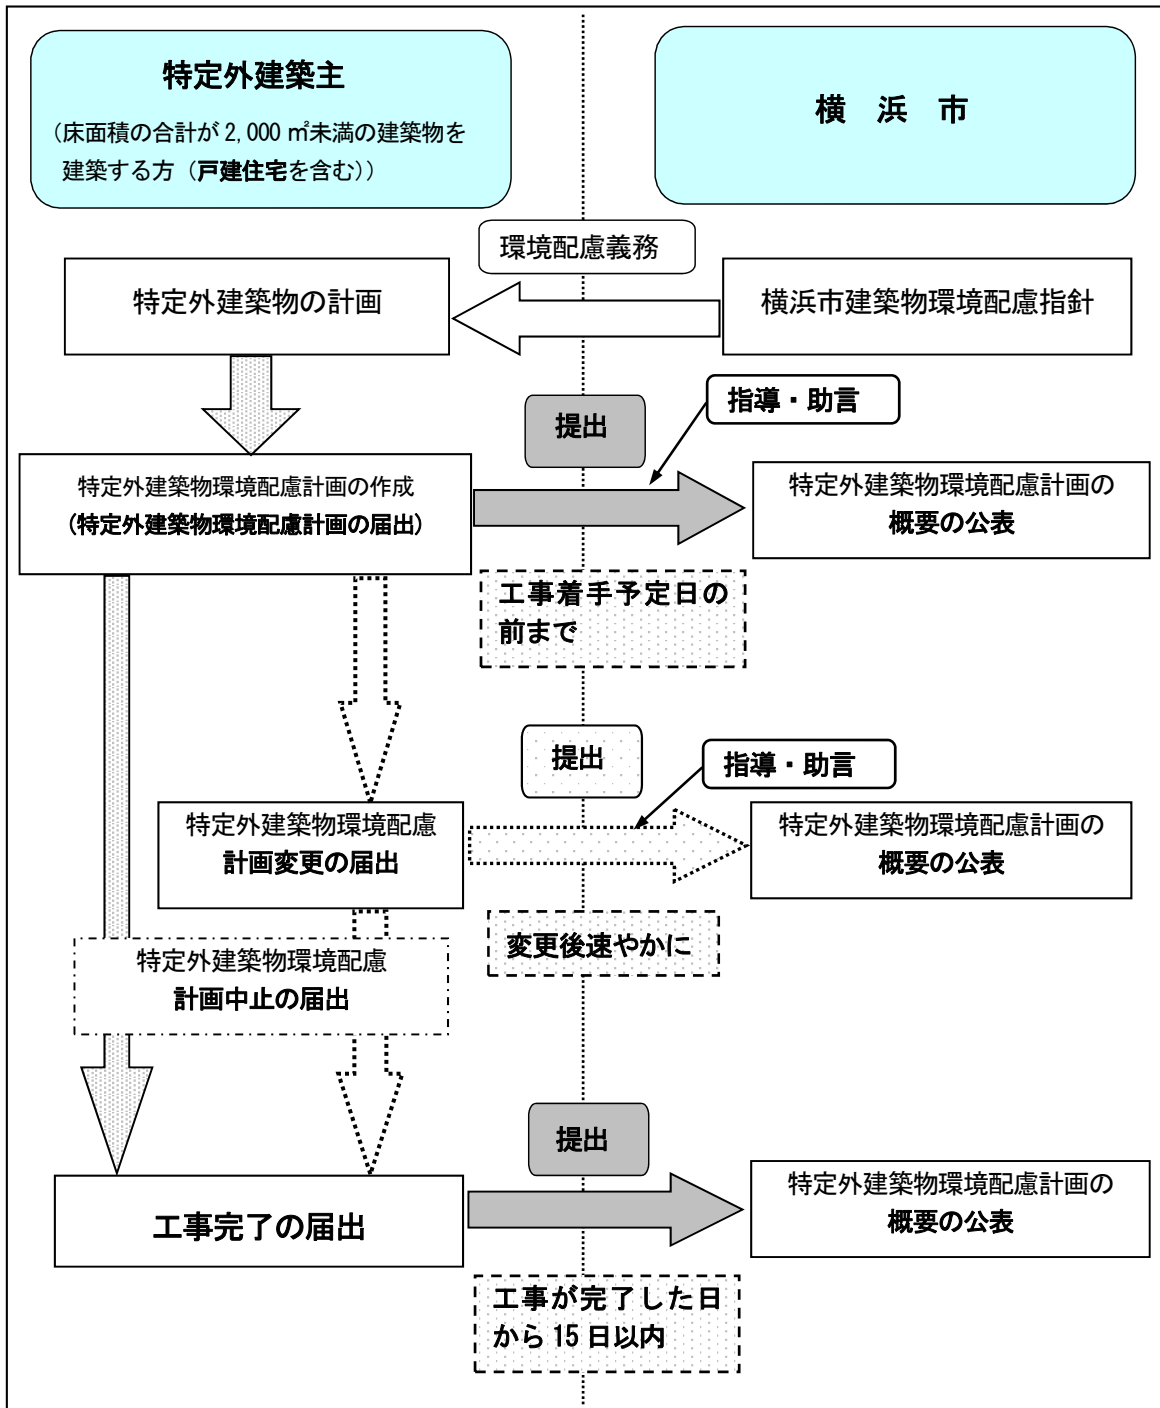 特定外建築主
（床面積の合計が 2,000 ㎡未満の建築物を
建築する方（戸建住宅を含む））
横 浜 市
環境配慮義務
特定外建築物の計画
横浜市建築物環境配慮指針
指導・助言
提出
特定外建築物環境配慮計画の作成
（特定外建築物環境配慮計画の届出）
特定外建築物環境配慮計画の
概要の公表
工事着手予定日の
前まで
提出
指導・助言
特定外建築物環境配慮
計画変更の届出
特定外建築物環境配慮計画の
概要の公表
変更後速やかに
特定外建築物環境配慮
計画中止の届出
提出
工事完了の届出
特定外建築物環境配慮計画の
概要の公表
工事が完了した日
から 15 日以内